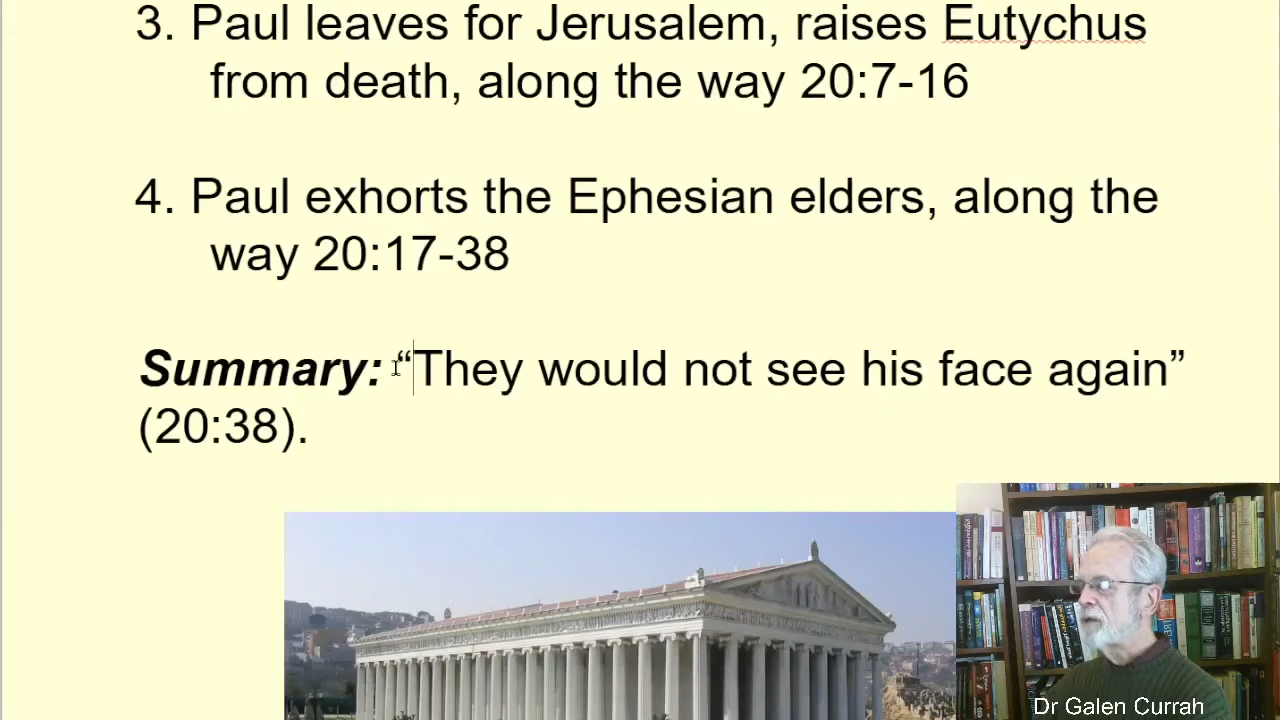 3. Paul leaves for Jerusalem, raises Eutychus
from death, along the way 20:7-16
4. Paul exhorts the Ephesian elders, along the
way 20:17-38
Summary: “They would not see his face again”
(20:38).
Dr Galen Currah